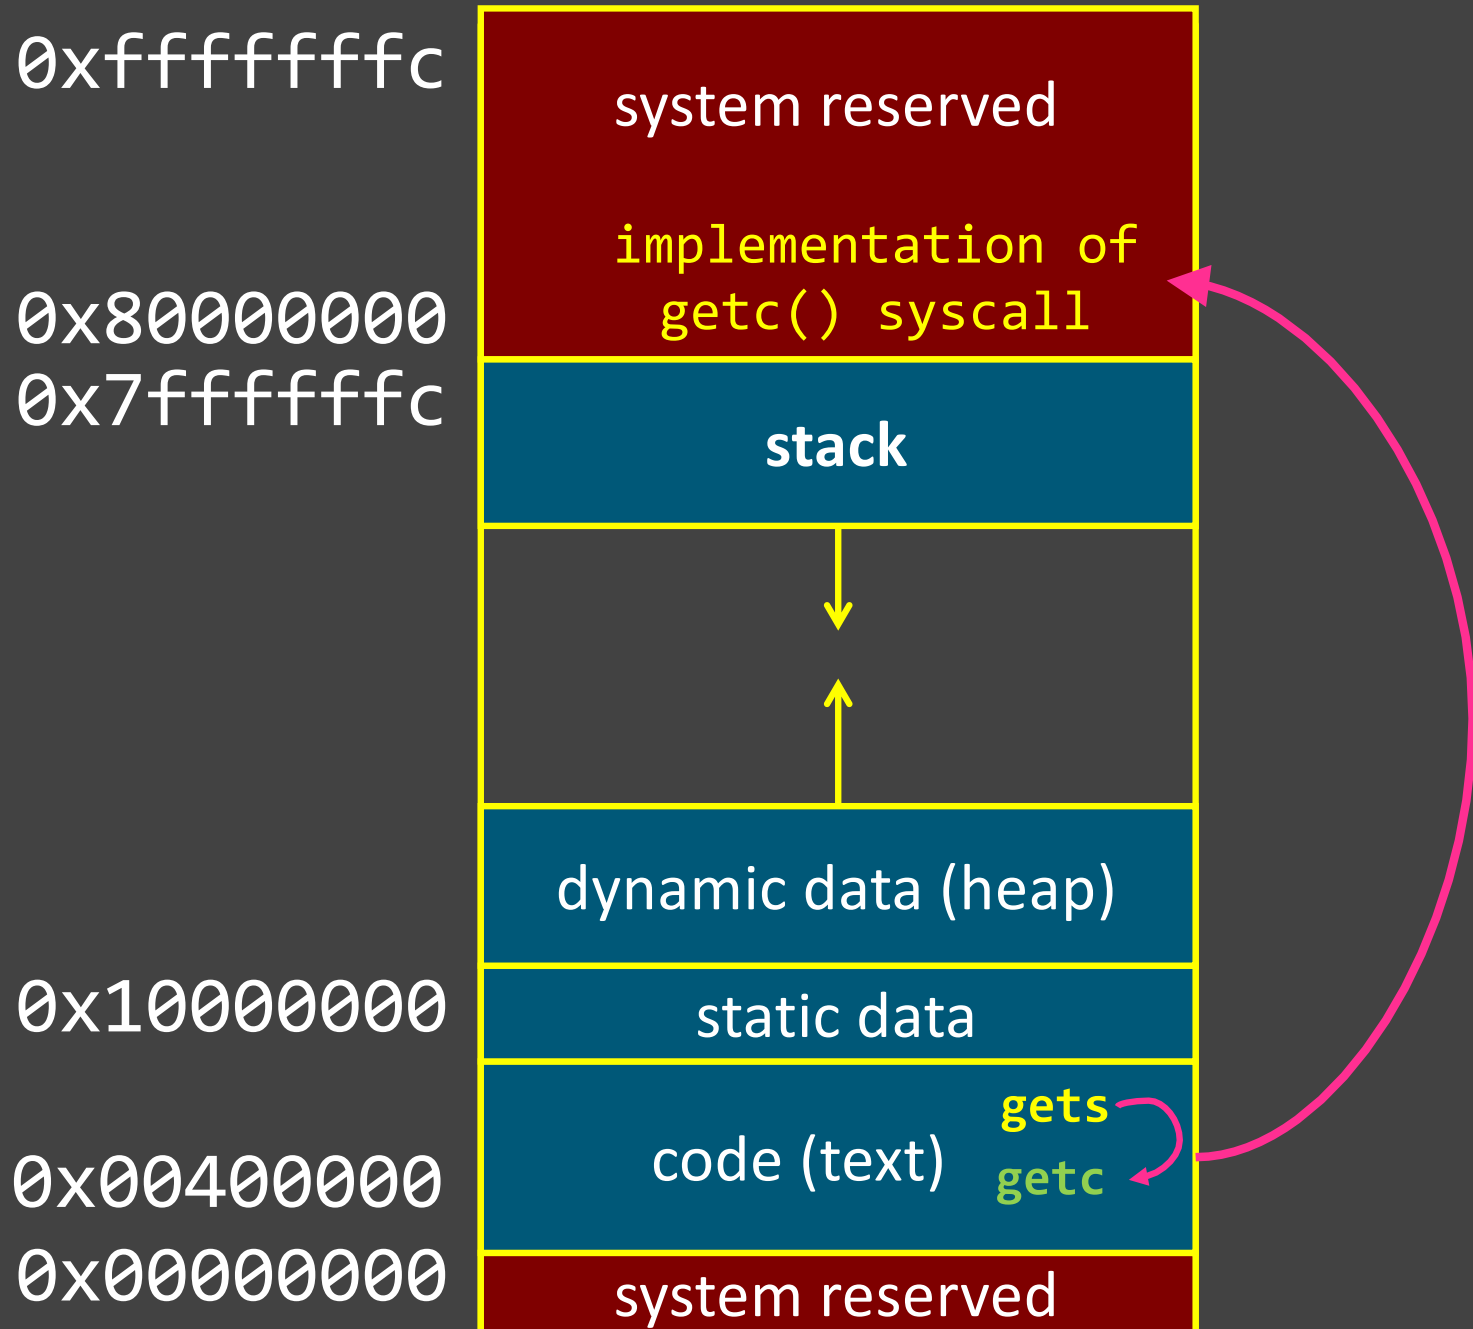 0xfffffffc
system reserved
implementation of
getc() syscall
0x80000000
0x7ffffffc
stack
dynamic data (heap)
0x10000000
static data
gets
code (text)
getc
0x00400000
0x00000000
system reserved